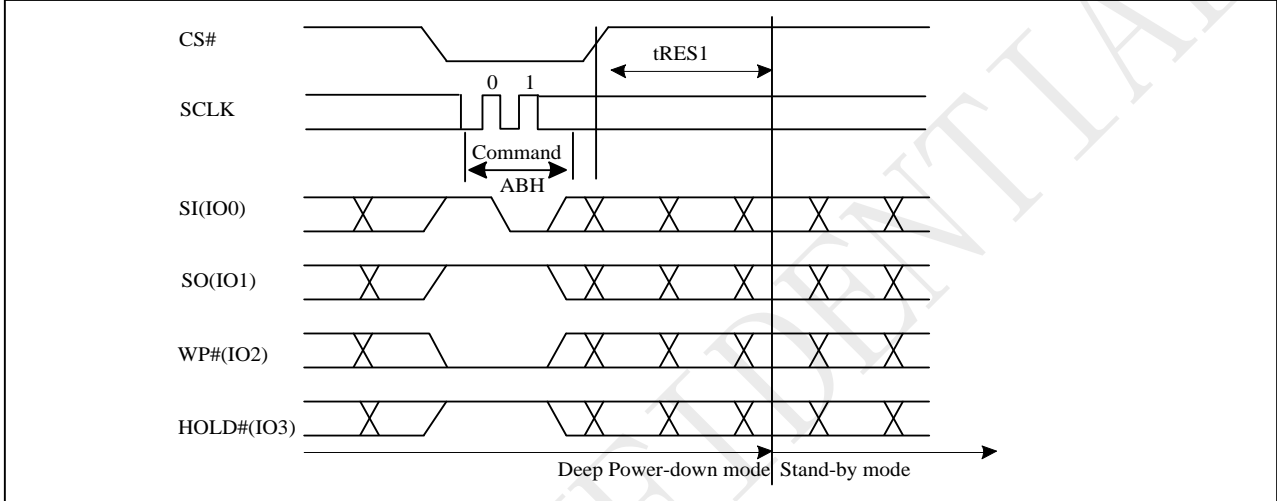 CS#
tRES1
0 1
SCLK
Command
ABH
SI(IO0)
SO(IO1)
WP#(IO2)
HOLD#(IO3)
Deep Power-down mode Stand-by mode